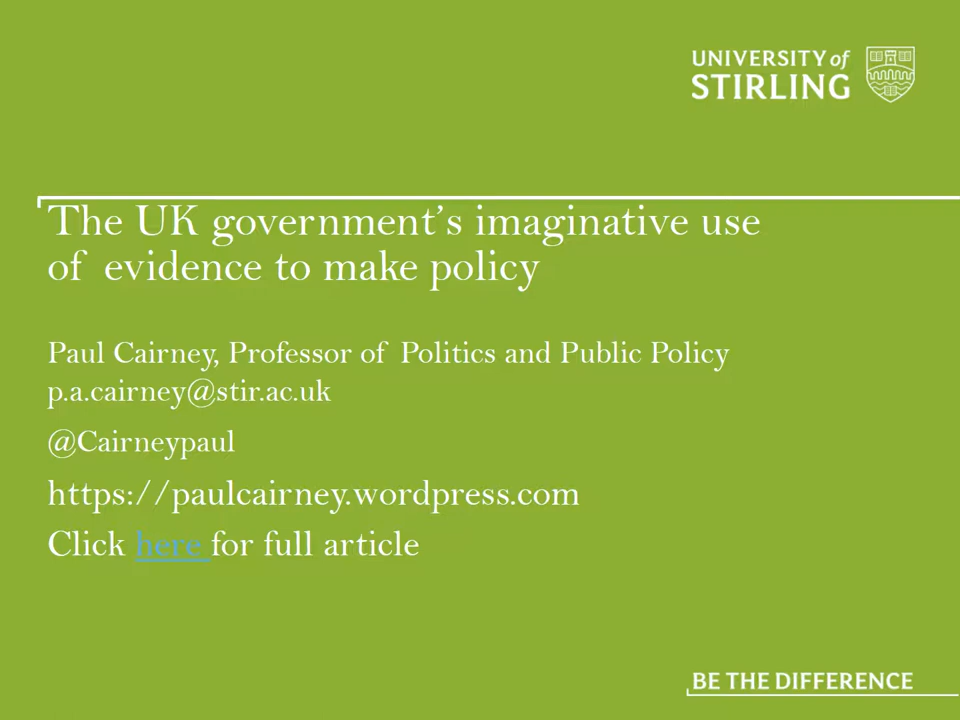 UNIVERSITY of
STIRLING
The UK government’s imaginative use
of evidence to make policy
Paul Cairney, Professor of Politics and Public Policy
p.a.cairney@stir.ac.uk
@Cairneypaul
https://paulcairney.wordpress.com
Click here for full article
BE THE DIFFERENCE